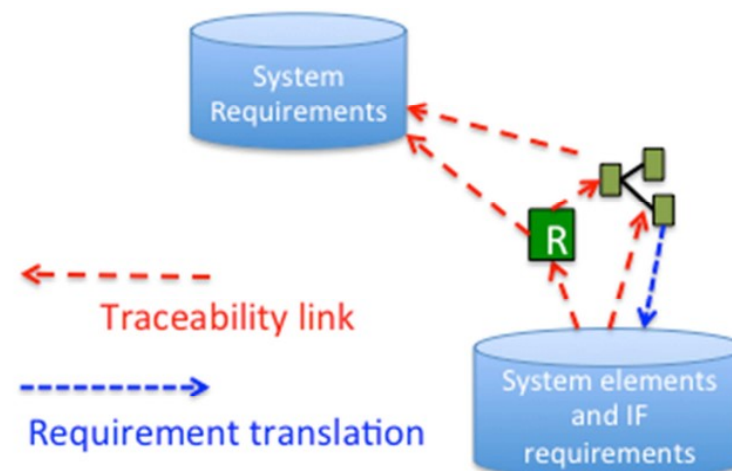 System
Requirements
R
Traceability link
System elements
and IF
requirements
Requirement translation